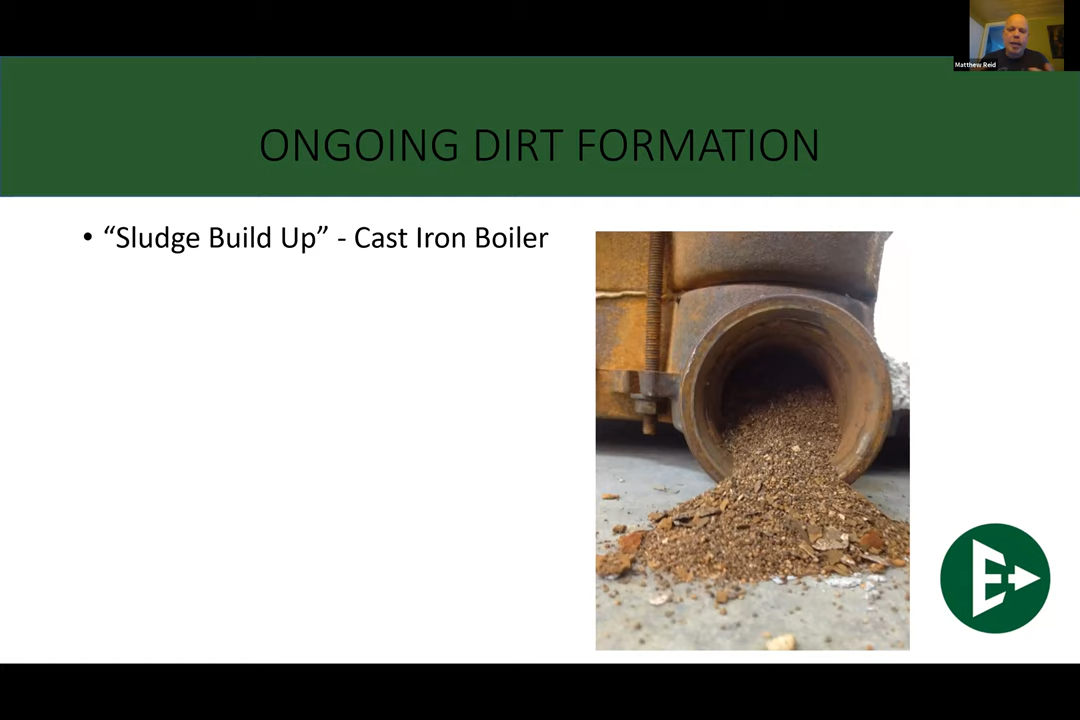 Matthew Reid
ONGOING DIRT FORMATION
• “Sludge Build Up” - Cast Iron Boiler
E